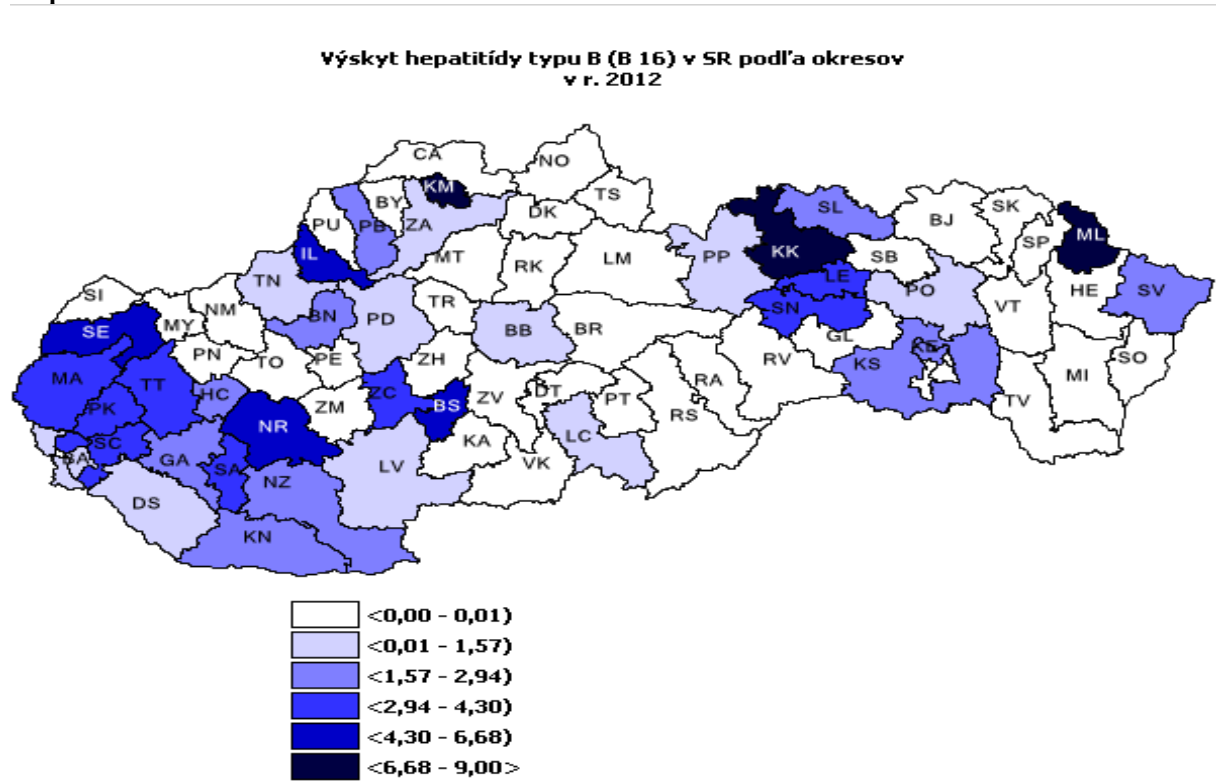 Výskyt hepatitídy typu B (B 16) v SR podľa okresov
v r. 2012
CA
NO
KM
TS
BY
DK
SL
PU
PB
ZA
BJ
SK
SP
ML
IL
MT
RK
LM
PP
KK
SB
TN
LE
PO
HE
SV
SI
NM
TR
SN
VT
SE
MY
BN
PD
BB
BR
GL
PN
TO
PE
ZH
RV
KS
KE
SO
MA
TT
HC
ZM
ZC
BS
ZV
DT
PT
RA
RS
MI
TV
PK
NR
SC
BA
GA
SA
NZ
LV
KA
VK
LC
DS
KN
<0,00 - 0,01)
<0,01 - 1,57)
<1,57 - 2,94)
<2,94 - 4,30)
<4,30 - 6,68)
<6,68 - 9,00>